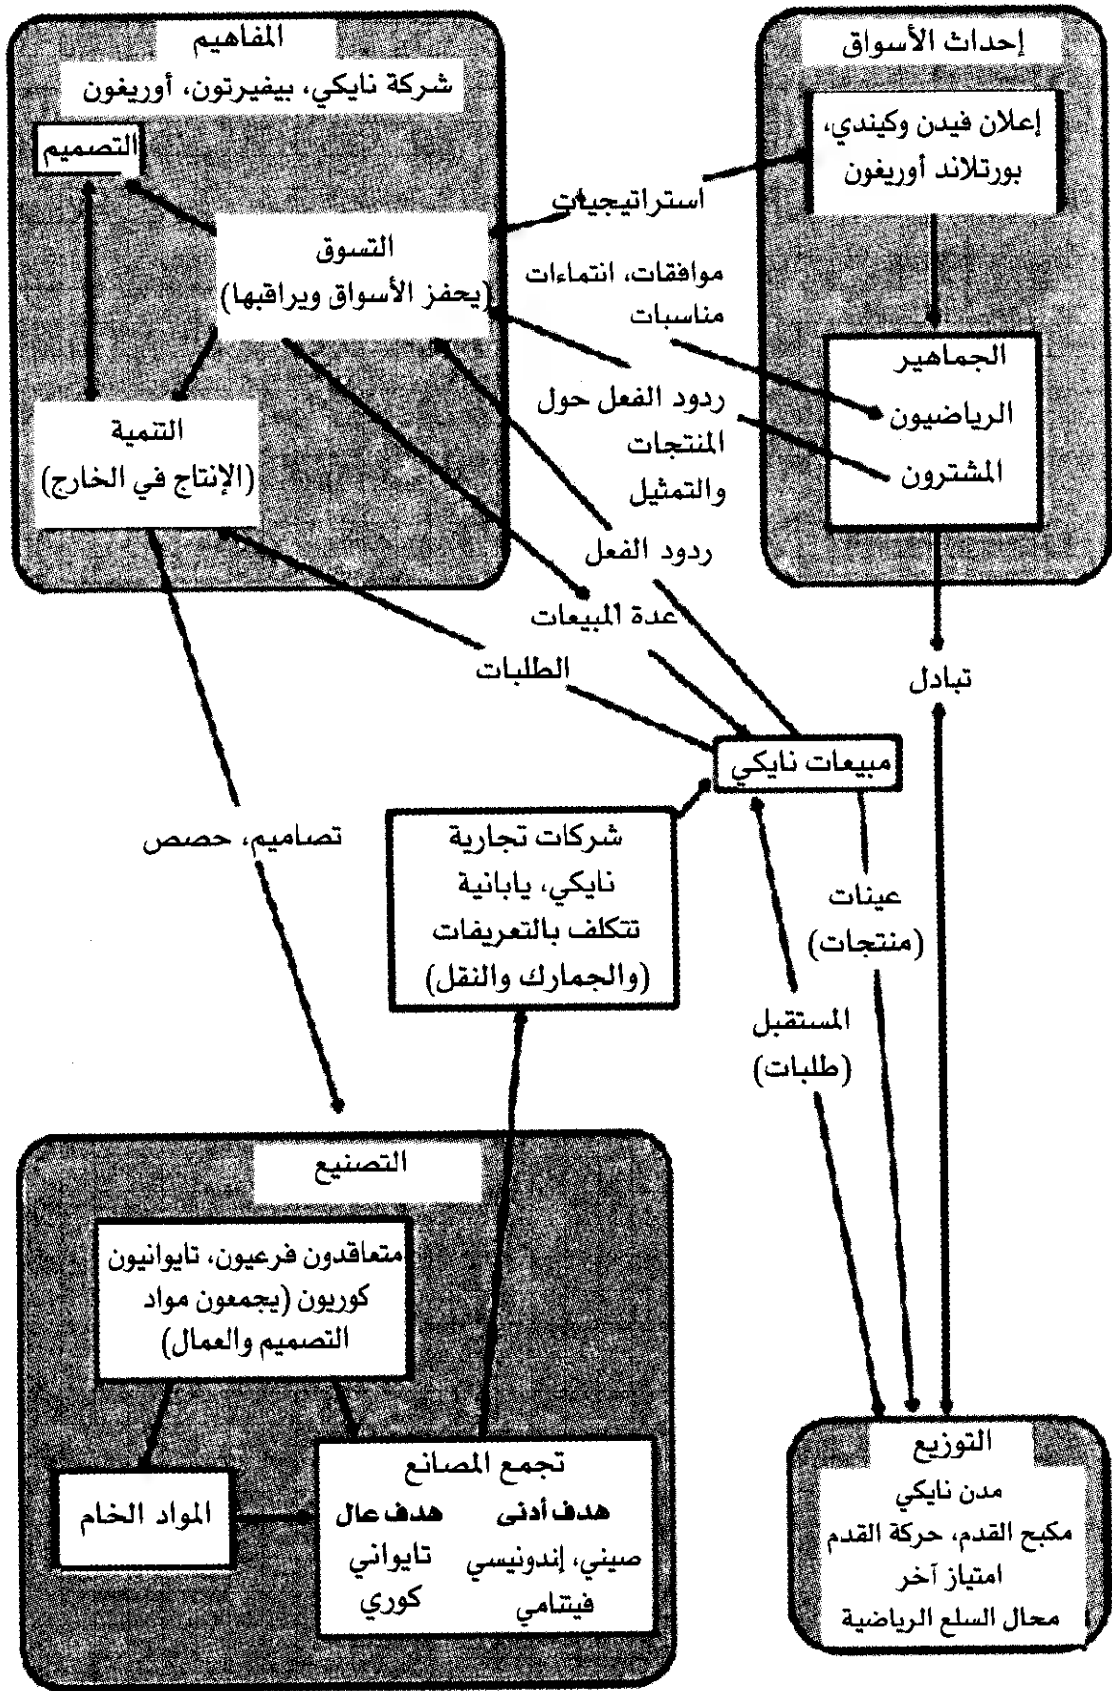 إحداث الأسواق
إعلان فيدن وكيندي،
بورتلاند أوريغون
الجماهير
الرياضيون
المشترون
المفاهيم
شركة نايكي، بيفيرتون، أوريغون
التصميم
التسوق
(يحفز الأسواق ويراقبها)
التنمية
(الإنتاج في الخارج)
استراتيجيات
موافقات، انتماءات
مناسبات
ردود الفعل حول
المنتجات
والتمثيل
ردود الفعل
عدة المبيعات
الطلبات
تبادل
مبيعات نايكي
تصاميم، حصص
شركات تجارية
نايكي، يابانية
تتكلف بالتعريفات
(والجمارك والنقل)
عينات
(منتجات)
المستقبل
(طلبات)
التصنيع
متعاقدون فرعيون، تايوانيون
كوريون (يجمعون مواد
التصميم والعمال)
المواد الخام
تجمع المصانع
هدف أدنى هدف عال
صيني، إندونيسي تايواني
فيتنامي كوري
التوزيع
مدن نايكي
مكبح القدم، حركة القدم
امتياز آخر
محال السلع الرياضية